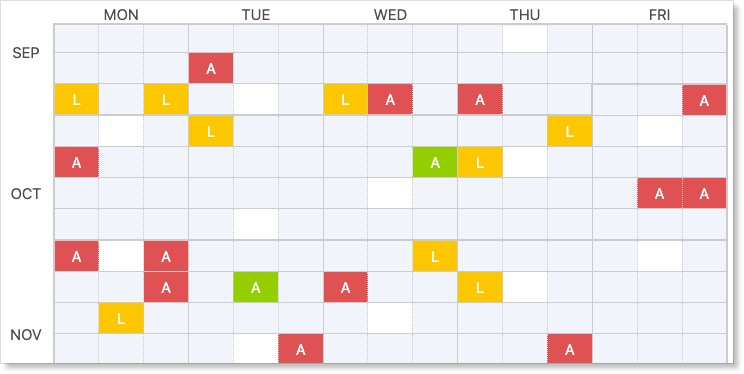 MON TUE WED THU FRI
SEP
A
L L L A A A
L L
A A L
OCT A A
A A L
A A A L
L
NOV
A A